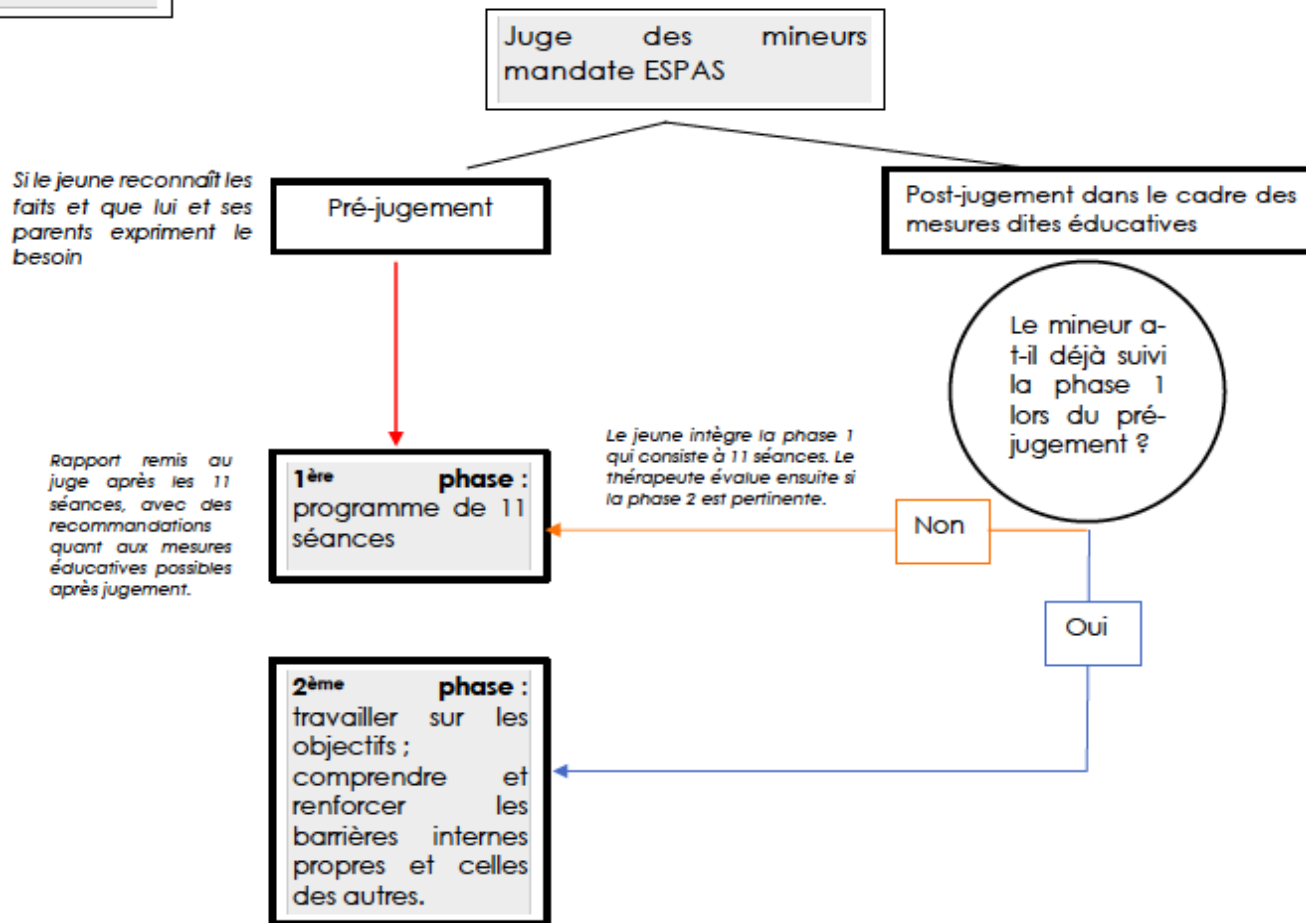 Juge des mineurs
mandate ESPAS
Si le jeune reconnaît les
faits et que lui et ses
parents expriment le
besoin
Pré-jugement
Post-jugement dans le cadre des
mesures dites éducatives
Le mineur a-
t-il déjà suivi
la phase 1
lors du pré-
jugement ?
Le jeune intègre la phase 1
qui consiste à 11 séances. Le
thérapeute évalue ensuite si
la phase 2 est pertinente.
Rapport remis au
juge après les 11
séances, avec des
recommandations
quant aux mesures
éducatives possibles
après jugement.
1ère phase :
programme de 11
séances
Non
Oui
2ème phase :
travailler sur les
objectifs ;
comprendre et
renforcer les
barrières internes
propres et celles
des autres.